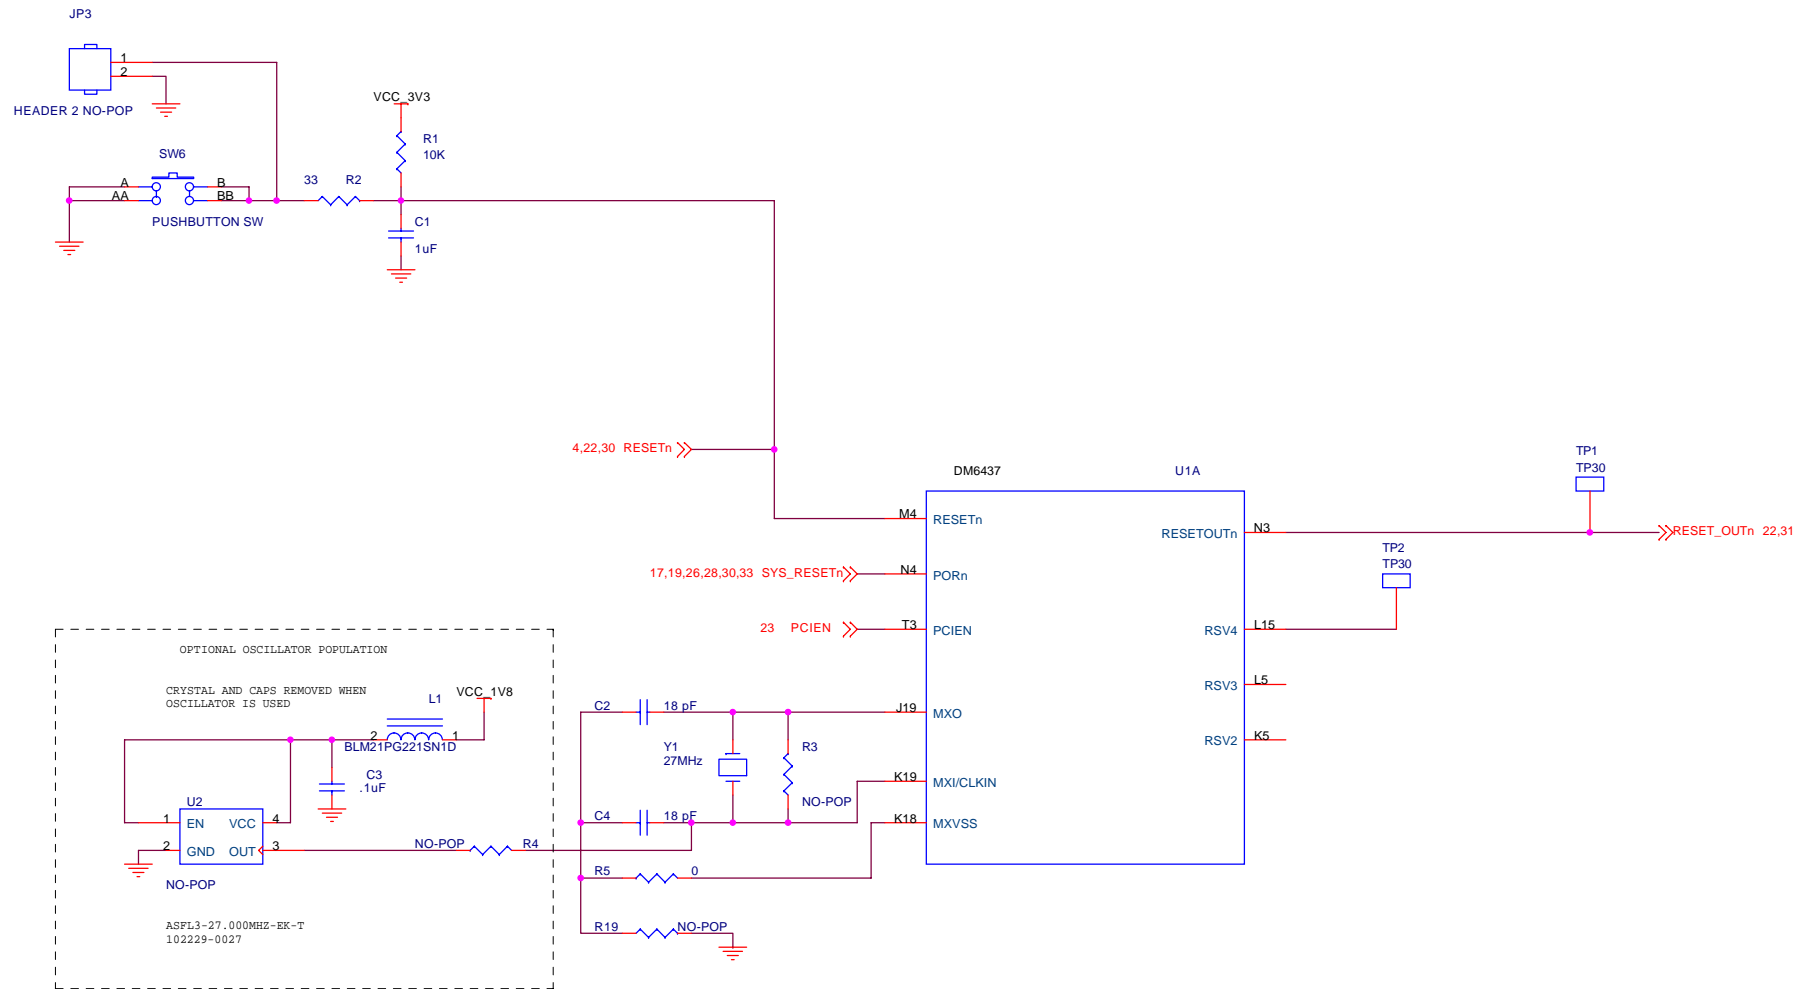 JP3
1
2
HEADER 2 NO-POP
VCC_3V3
R1
10K
SW6
A
B
AA
BB
33
R2
PUSHBUTTON SW
C1
1uF
4,22,30 RESETn
DM6437
U1A
TP1
TP30
M4
RESETn
RESETOUTn
N3
RESET_OUTn 22,31
TP2
TP30
17,19,26,28,30,33 SYS_RESETn
N4
PORn
23 PCIEN
T3
PCIEN
RSV4
L15
RSV3
L5
RSV2
K5
OPTIONAL OSCILLATOR POPULATION
CRYSTAL AND CAPS REMOVED WHEN
OSCILLATOR IS USED
L1
VCC_1V8
2
1
BLM21PG221SN1D
C3
.1uF
U2
1
EN
VCC
4
2
GND
OUT
3
NO-POP
ASFL3-27.000MHZ-EK-T
102229-0027
NO-POP
R4
C2
18 pF
J19
MXO
Y1
27MHz
R3
NO-POP
K19
MXI/CLKIN
C4
18 pF
K18
MXVSS
R5
0
R19
NO-POP